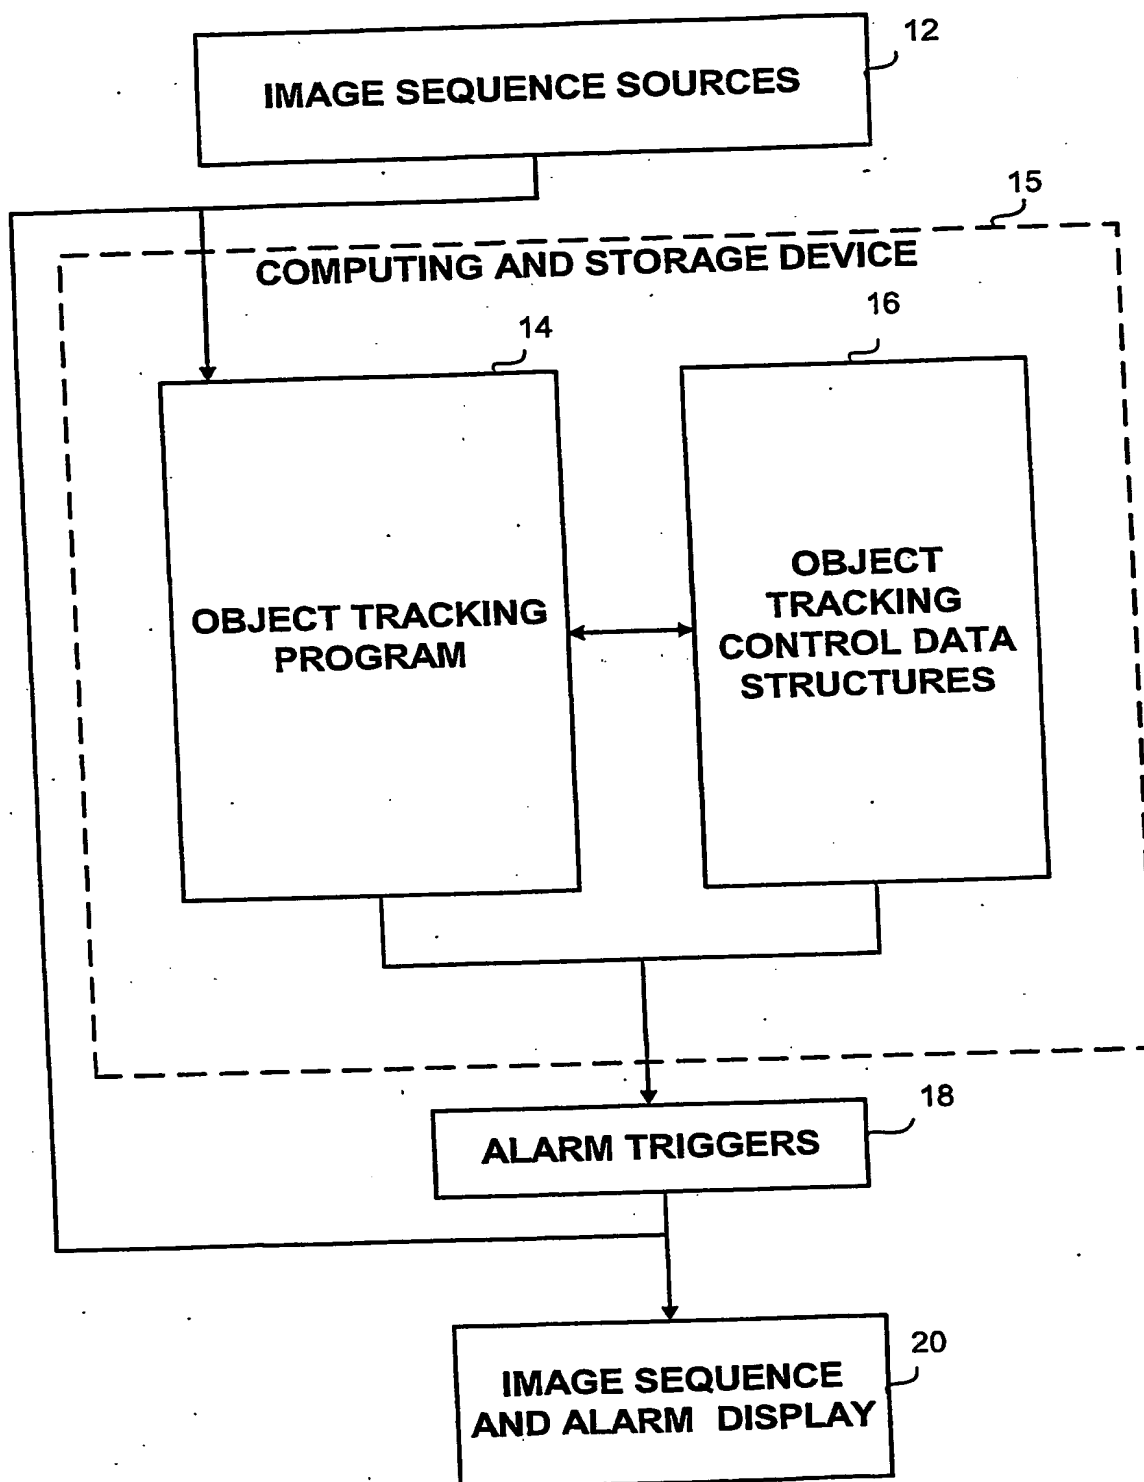 12
IMAGE SEQUENCE SOURCES
15
COMPUTING AND STORAGE DEVICE
14
16
OBJECT TRACKING
PROGRAM
OBJECT
TRACKING
CONTROL DATA
STRUCTURES
18
ALARM TRIGGERS
20
IMAGE SEQUENCE
AND ALARM DISPLAY